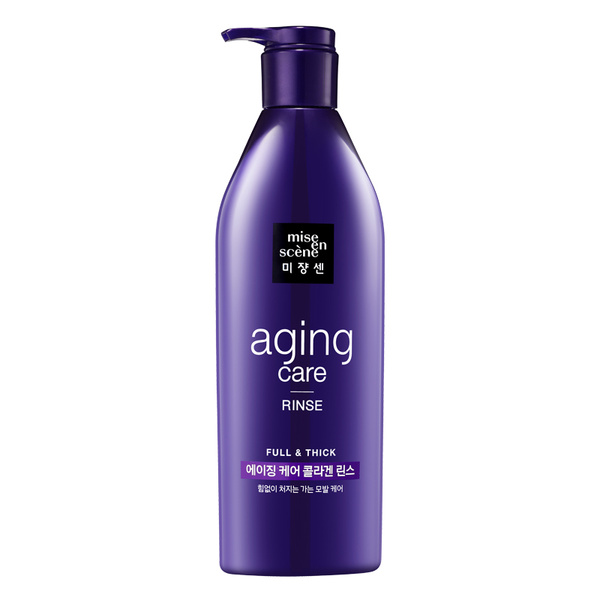 mise
en
scène
미쟝센
aging
care
RINSE
FULL & THICK
에이징 케어 콜라겐 린스
힘없이 처지는 가는 모발 케어